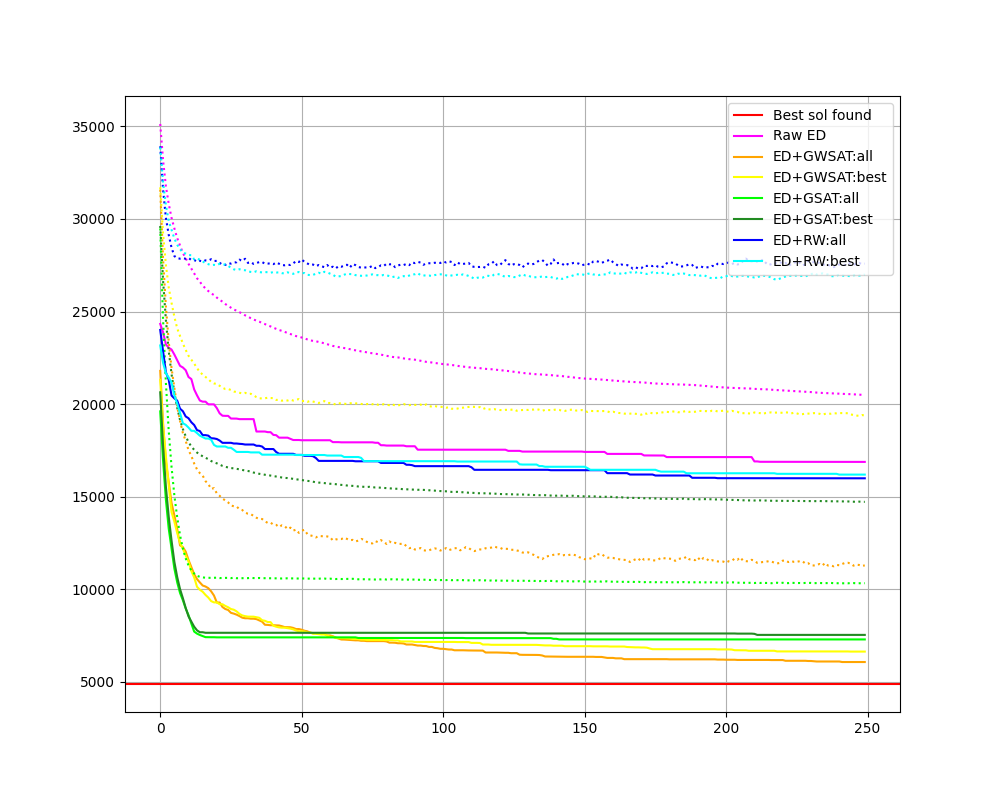 35000
30000
25000
20000
15000
10000
5000
0 50 100 150 200 250
Best sol found
Raw ED
ED+GWSAT:all
ED+GWSAT:best
ED+GSAT:all
ED+GSAT:best
ED+RW:all
ED+RW:best